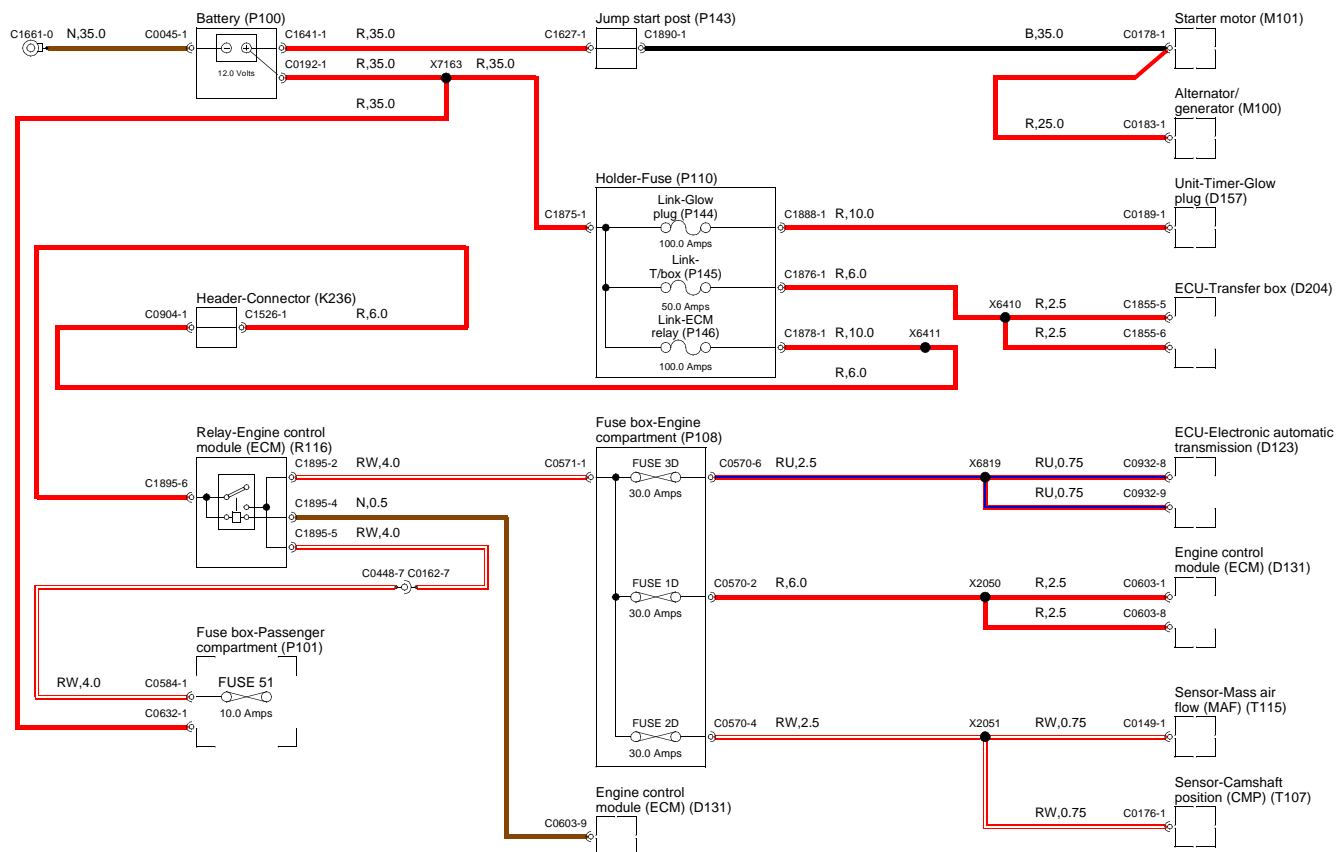 Battery (P100)
Jump start post (P143)
Starter motor (M101)
C1661-0 N,35.0 C0045-1 C1641-1 R,35.0 C1627-1 C1890-1 B,35.0 C0178-1
12.0 Volts
C0192-1 R,35.0 X7163 R,35.0
R,35.0
Alternator/
generator (M100)
R,25.0 C0183-1
Holder-Fuse (P110)
Unit-Timer-Glow
plug (D157)
Link-Glow
plug (P144)
100.0 Amps
C1875-1 C1888-1 R,10.0 C0189-1
Link-
T/box (P145)
50.0 Amps
C1876-1 R,6.0
ECU-Transfer box (D204)
X6410 R,2.5 C1855-5
R,2.5 C1855-6
Header-Connector (K236)
C0904-1 C1526-1 R,6.0
Link-ECM
relay (P146)
100.0 Amps
C1878-1 R,10.0 X6411
R,6.0
Relay-Engine control
module (ECM) (R116)
Fuse box-Engine
compartment (P108)
ECU-Electronic automatic
transmission (D123)
C1895-2 RW,4.0 C0571-1
FUSE 3D
30.0 Amps
C0570-6 RU,2.5 X6819 RU,0.75 C0932-8
RU,0.75 C0932-9
C1895-6
C1895-4 N,0.5
C1895-5 RW,4.0
C0448-7 C0162-7
Engine control
module (ECM) (D131)
FUSE 1D
30.0 Amps
C0570-2 R,6.0 X2050 R,2.5 C0603-1
R,2.5 C0603-8
Fuse box-Passenger
compartment (P101)
RW,4.0 C0584-1 FUSE 51
10.0 Amps
C0632-1
Sensor-Mass air
flow (MAF) (T115)
FUSE 2D
30.0 Amps
C0570-4 RW,2.5 X2051 RW,0.75 C0149-1
Engine control
module (ECM) (D131)
C0603-9
Sensor-Camshaft
position (CMP) (T107)
RW,0.75 C0176-1